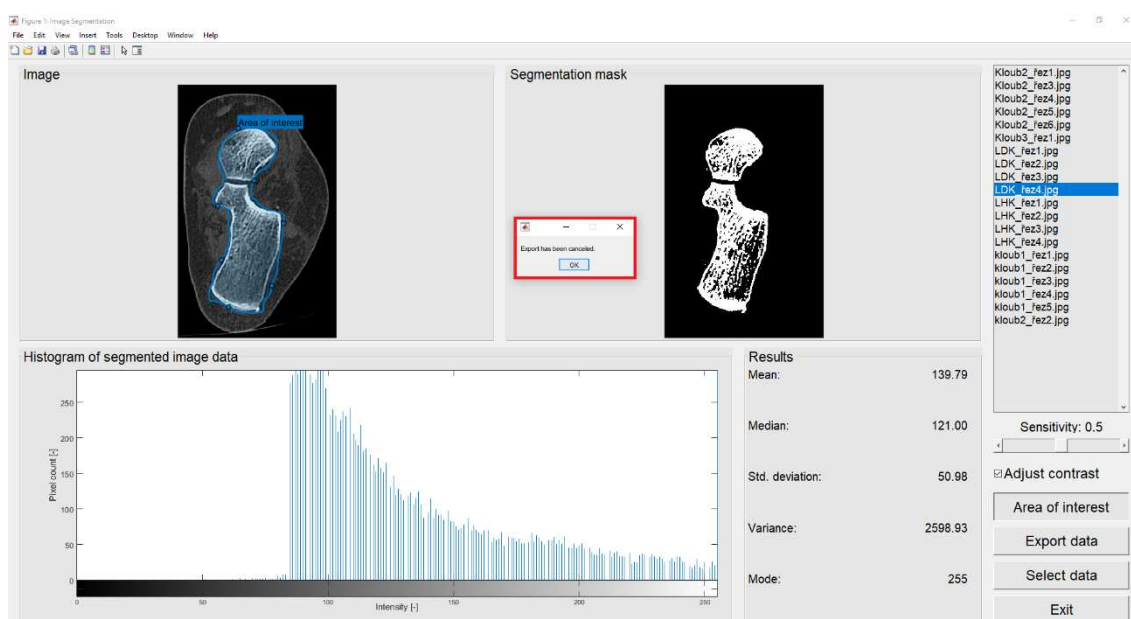 Figure 1: Image Segmentation
File Edit View Insert Tools Desktop Window Help
Image
Area of interest
Segmentation mask
Export has been canceled.
OK
Kloub2_řez1.jpg
Kloub2_řez3.jpg
Kloub2_řez4.jpg
Kloub2_řez5.jpg
Kloub2_řez6.jpg
Kloub3_řez1.jpg
LDK_řez1.jpg
LDK_řez2.jpg
LDK_řez3.jpg
LDK_řez4.jpg
LHK_řez1.jpg
LHK_řez2.jpg
LHK_řez3.jpg
LHK_řez4.jpg
kloub1_řez1.jpg
kloub1_řez2.jpg
kloub1_řez3.jpg
kloub1_řez4.jpg
kloub1_řez5.jpg
kloub2_řez2.jpg
Sensitivity: 0.5
Adjust contrast
Area of interest
Export data
Select data
Exit
Histogram of segmented image data
250
200
150
100
50
0
Pixel count [-]
0 50 100 150 200 250
Intensity [-]
Results
Mean: 139.79
Median: 121.00
Std. deviation: 50.98
Variance: 2598.93
Mode: 255